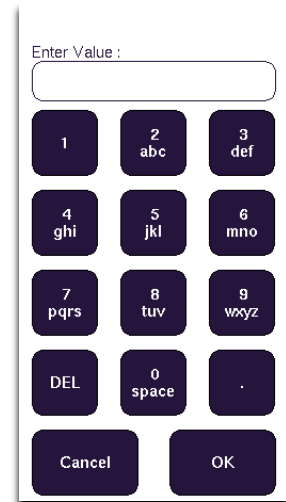 Enter Value :
1
2
abc
3
def
4
ghi
5
jkl
6
mno
7
pqrs
8
tuv
9
wxyz
DEL
0
space
.
Cancel
OK